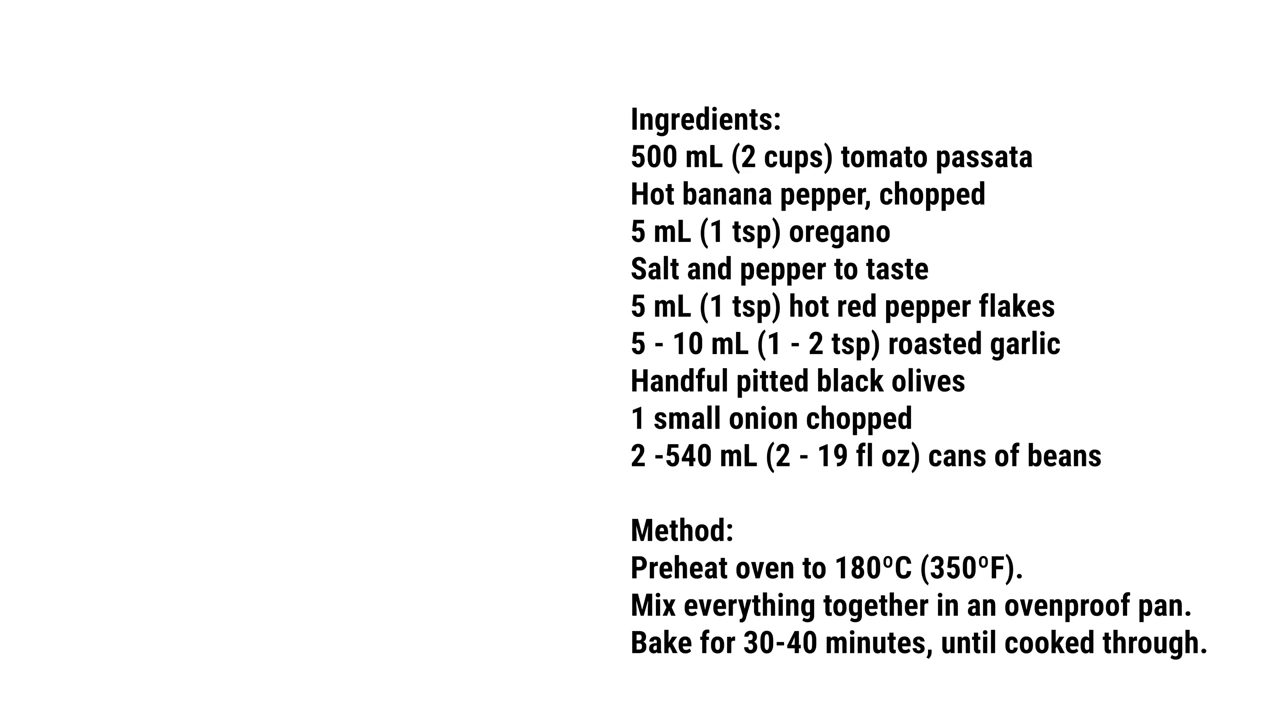 Ingredients:
500 mL (2 cups) tomato passata
Hot banana pepper, chopped
5 mL (1 tsp) oregano
Salt and pepper to taste
5 mL (1 tsp) hot red pepper flakes
5 - 10 mL (1 - 2 tsp) roasted garlic
Handful pitted black olives
1 small onion chopped
2 -540 mL (2 - 19 fl oz) cans of beans
Method:
Preheat oven to 180ºC (350ºF).
Mix everything together in an ovenproof pan.
Bake for 30-40 minutes, until cooked through.